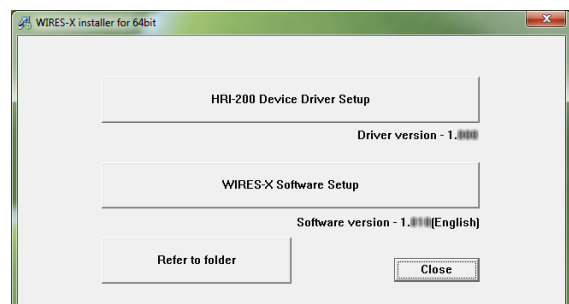 WIRES-X installer for 64bit
HRI-200 Device Driver Setup
Driver version - 1.
WIRES-X Software Setup
Software version - 1. (English)
Refer to folder
Close